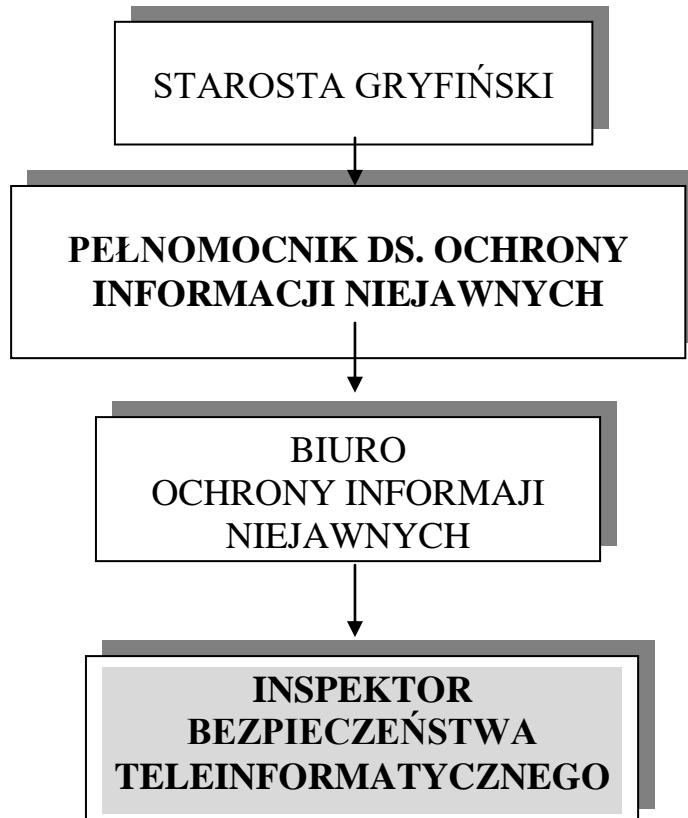 STAROSTA GRYFIŃSKI
PEŁNOMOCNIK DS. OCHRONY
INFORMACJI NIEJAWNYCH
BIURO
OCHRONY INFORMAJI
NIEJAWNYCH
INSPEKTOR
BEZPIECZEŃSTWA
TELEINFORMATYCZNEGO